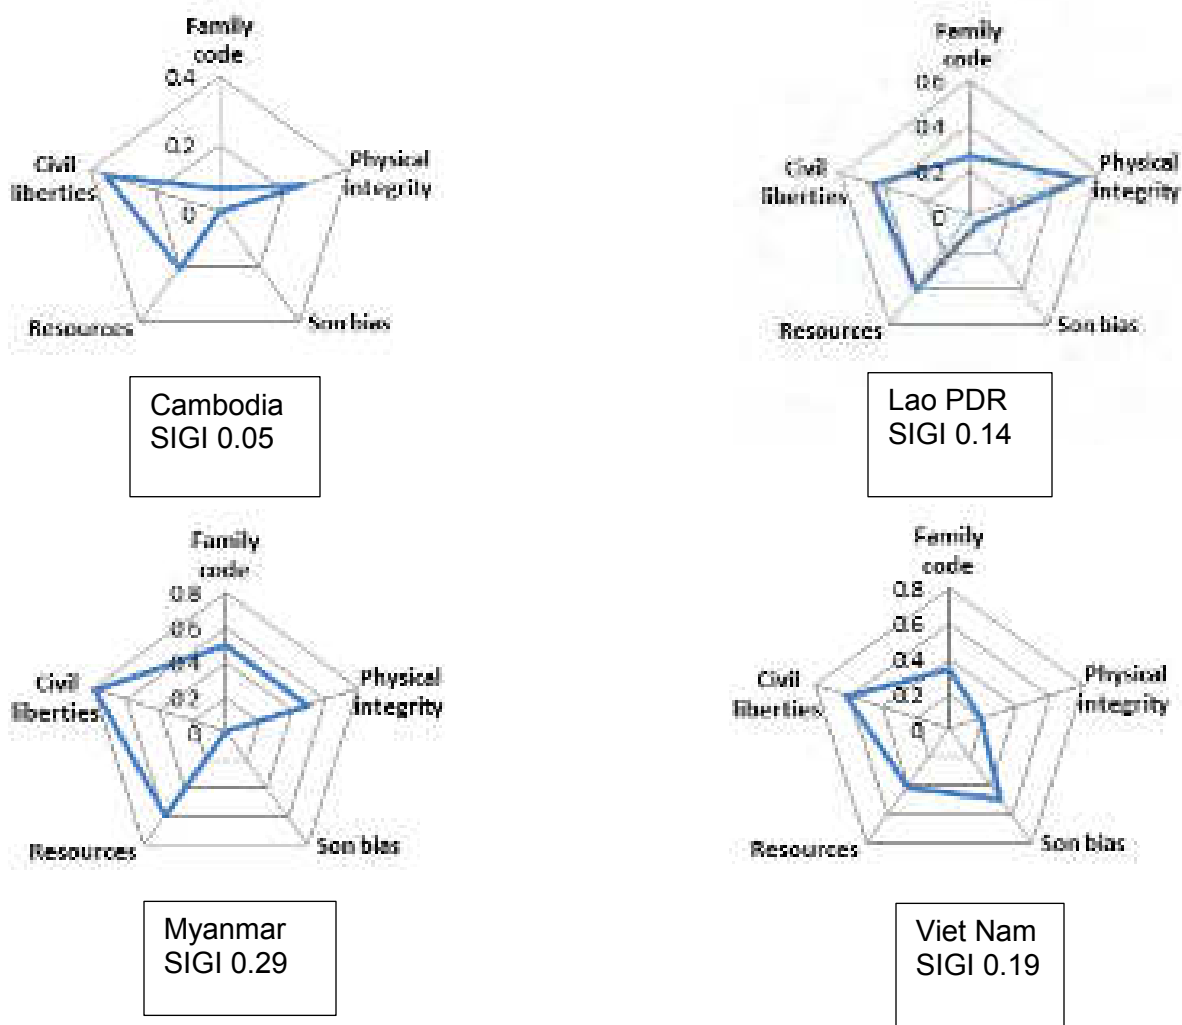 Family
code
0.4
0.2
0
Civil
liberties
Physical
integrity
Resources
Son bias
Cambodia
SIGI 0.05
Family
code
0.6
0.4
0.2
0
Civil
liberties
Physical
integrity
Resources
Son bias
Lao PDR
SIGI 0.14
Family
code
0.8
0.6
0.4
0.2
0
Civil
liberties
Physical
integrity
Resources
Son bias
Myanmar
SIGI 0.29
Family
code
0.8
0.6
0.4
0.2
0
Civil
liberties
Physical
integrity
Resources
Son bias
Viet Nam
SIGI 0.19